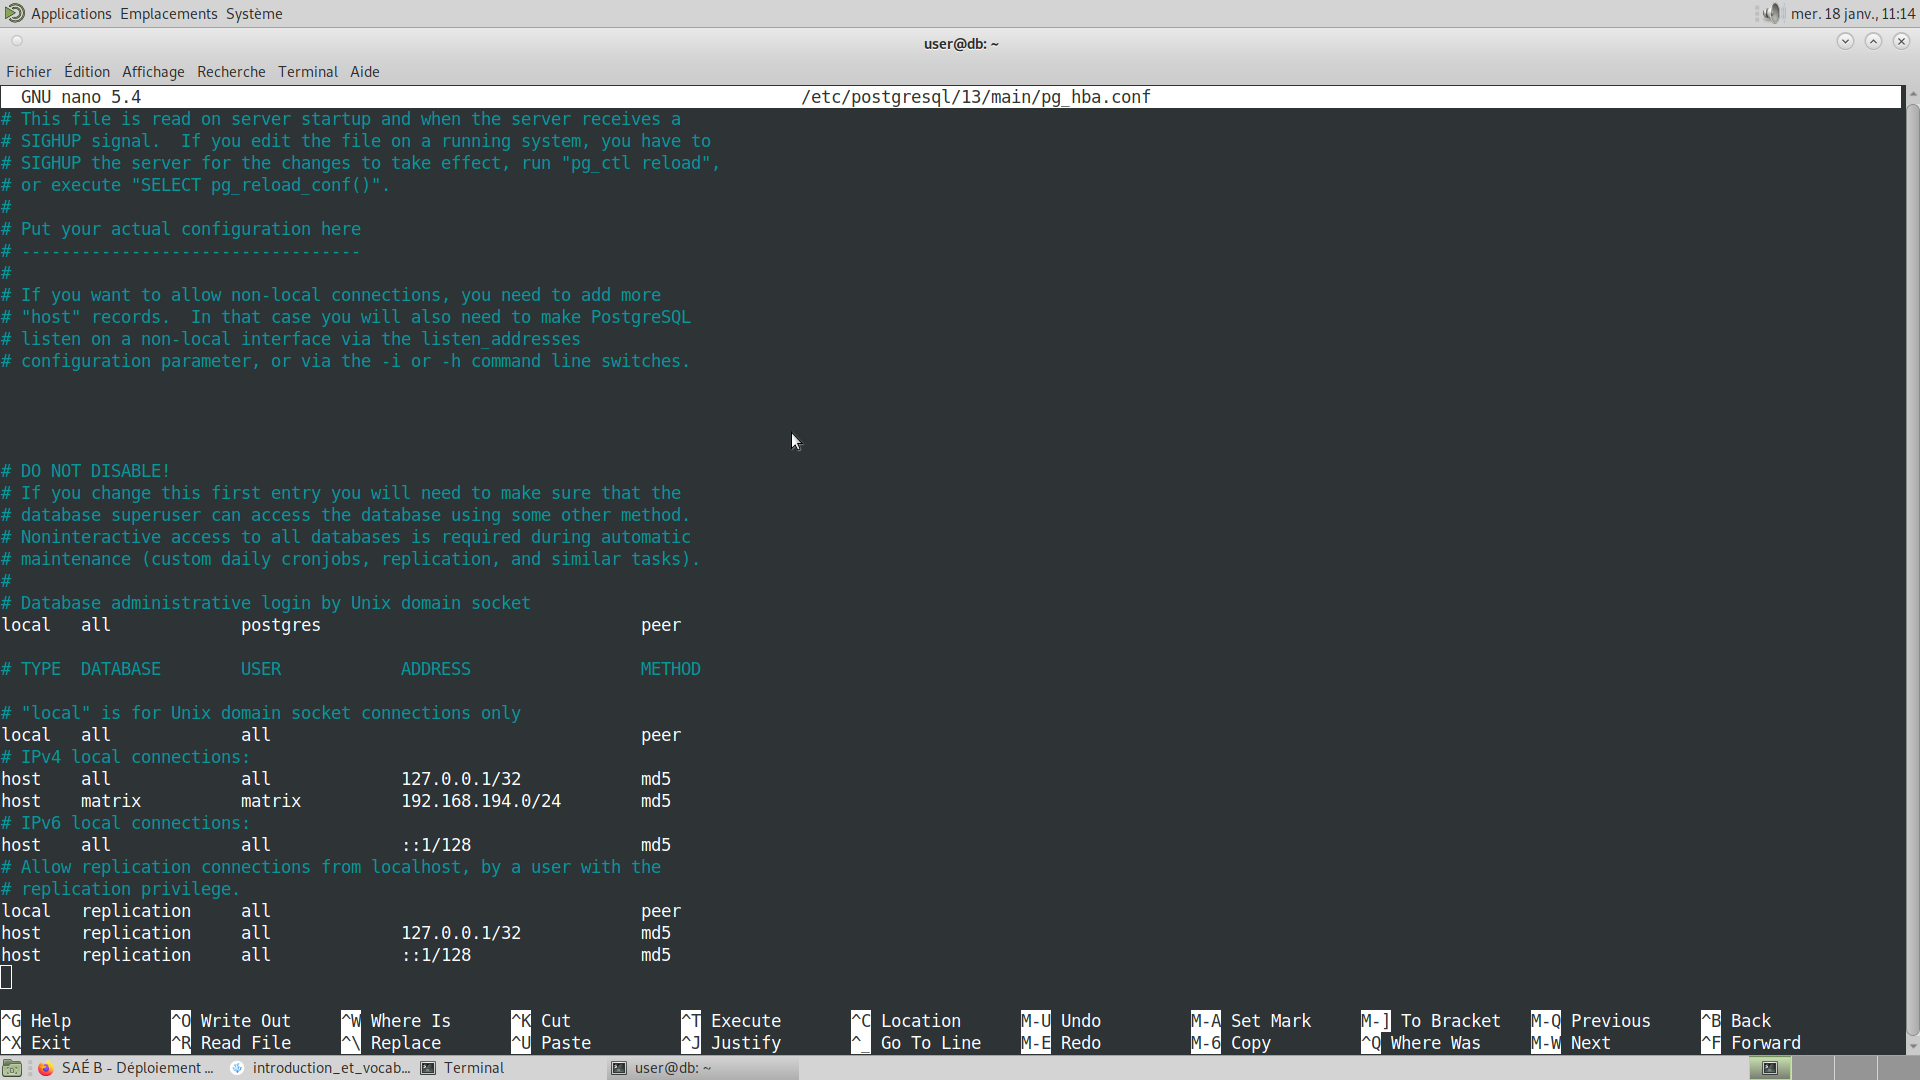 Applications Emplacements Système
mer. 18 janv., 11:14
user@db: ~
Fichier Édition Affichage Recherche Terminal Aide
GNU nano 5.4 /etc/postgresql/13/main/pg_hba.conf
# This file is read on server startup and when the server receives a
# SIGHUP signal.  If you edit the file on a running system, you have to
# SIGHUP the server for the changes to take effect, run "pg_ctl reload",
# or execute "SELECT pg_reload_conf()".
#
# Put your actual configuration here
# ----------------------------------
#
# If you want to allow non-local connections, you need to add more
# "host" records.  In that case you will also need to make PostgreSQL
# listen on a non-local interface via the listen_addresses
# configuration parameter, or via the -i or -h command line switches.
# DO NOT DISABLE!
# If you change this first entry you will need to make sure that the
# database superuser can access the database using some other method.
# Noninteractive access to all databases is required during automatic
# maintenance (custom daily cronjobs, replication, and similar tasks).
#
# Database administrative login by Unix domain socket
local   all             postgres                                peer
# TYPE  DATABASE        USER            ADDRESS                 METHOD
# "local" is for Unix domain socket connections only
local   all             all                                     peer
# IPv4 local connections:
host    all             all             127.0.0.1/32            md5
host    matrix          matrix          192.168.194.0/24        md5
# IPv6 local connections:
host    all             all             ::1/128                 md5
# Allow replication connections from localhost, by a user with the
# replication privilege.
local   replication     all                                     peer
host    replication     all             127.0.0.1/32            md5
host    replication     all             ::1/128                 md5
^G Help ^O Write Out ^W Where Is ^K Cut ^T Execute ^C Location M-U Undo M-A Set Mark M-] To Bracket M-Q Previous ^B Back
^X Exit ^R Read File ^\ Replace ^U Paste ^J Justify ^_ Go To Line M-E Redo M-6 Copy ^Q Where Was M-W Next ^F Forward
SAÉ B - Déploiement ... introduction_et_vocab... Terminal user@db: ~